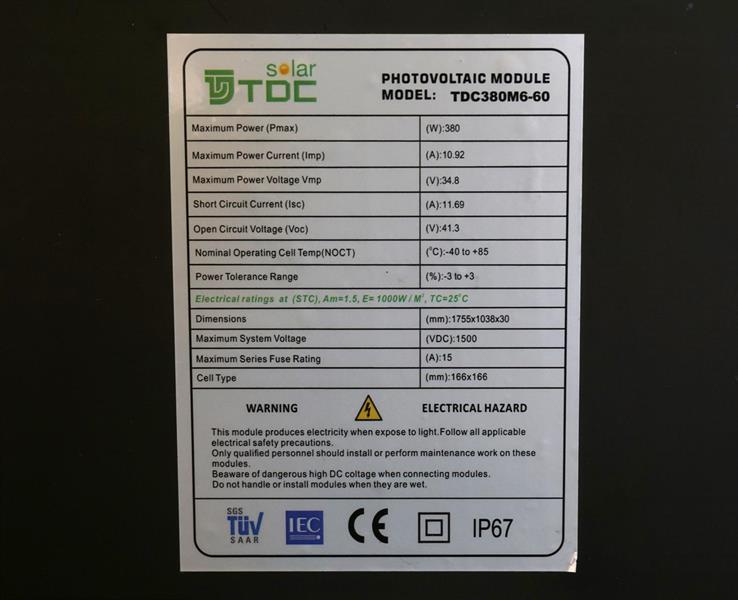 solar
TDC
PHOTOVOLTAIC MODULE
MODEL: TDC380M6-60
Maximum Power (Pmax) (W):380
Maximum Power Current (Imp) (A):10.92
Maximum Power Voltage Vmp (V):34.8
Short Circuit Current (Isc) (A):11.69
Open Circuit Voltage (Voc) (V):41.3
Nominal Operating Cell Temp(NOCT) (°C):-40 to +85
Power Tolerance Range (%):-3 to +3
Electrical ratings at (STC), Am=1.5, E= 1000W / M², TC=25°C
Dimensions (mm):1755x1038x30
Maximum System Voltage (VDC):1500
Maximum Series Fuse Rating (A):15
Cell Type (mm):166x166
WARNING ELECTRICAL HAZARD
This module produces electricity when expose to light.Follow all applicable
electrical safety precautions.
Only qualified personnel should install or perform maintenance work on these
modules.
Beaware of dangerous high DC coltage when connecting modules.
Do not handle or install modules when they are wet.
SGS
TÜV
SAAR
IEC
CE
IP67